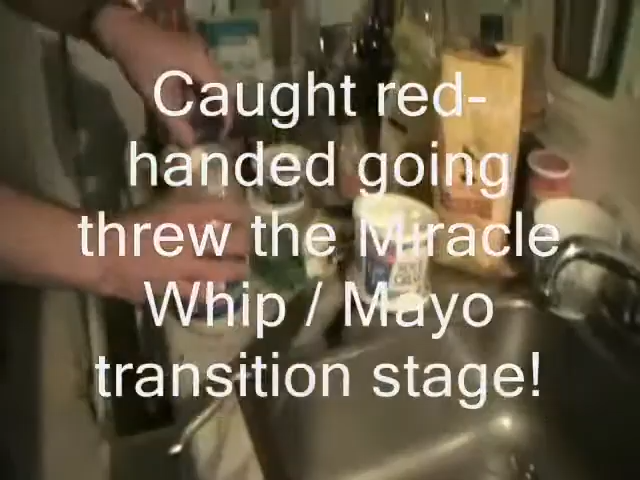 Caught red-
handed going
threw the Miracle
Whip / Mayo
transition stage!